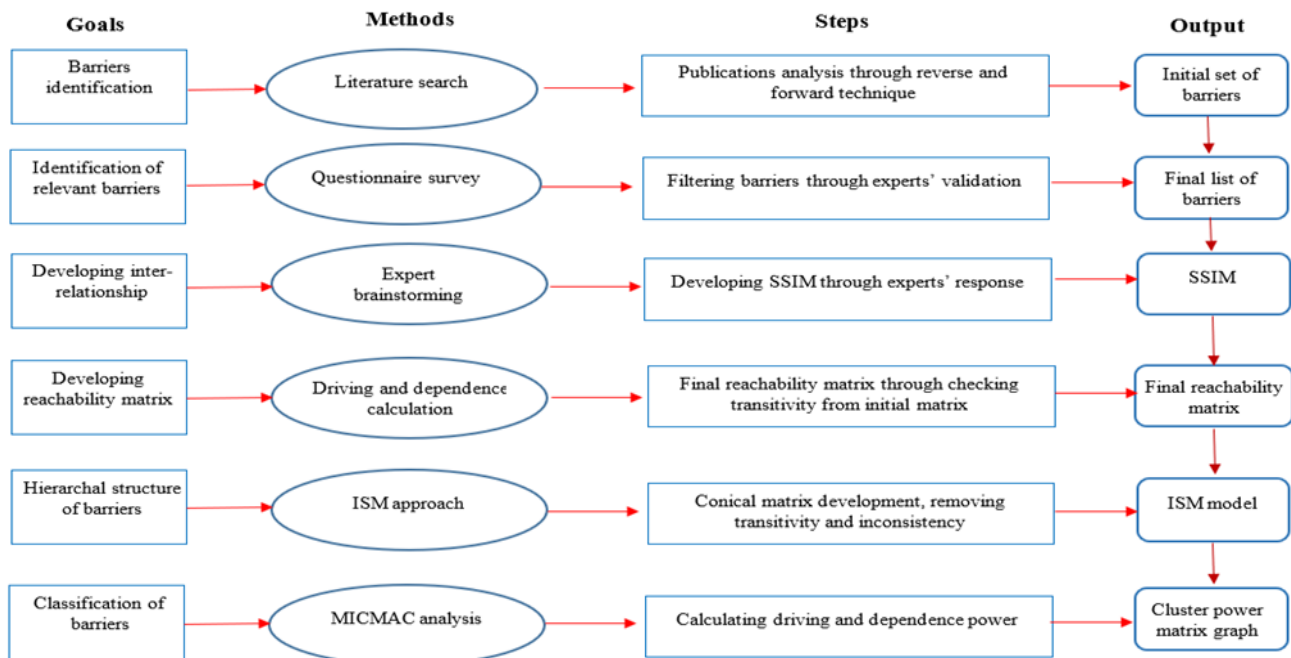 Goals Methods Steps Output
Barriers
identification
Literature search
Publications analysis through reverse and
forward technique
Initial set of
barriers
Identification of
relevant barriers
Questionnaire survey
Filtering barriers through experts’ validation
Final list of
barriers
Developing inter-
relationship
Expert
brainstorming
Developing SSIM through experts’ response
SSIM
Developing
reachability matrix
Driving and dependence
calculation
Final reachability matrix through checking
transitivity from initial matrix
Final reachability
matrix
Hierarchal structure
of barriers
ISM approach
Conical matrix development, removing
transitivity and inconsistency
ISM model
Classification of
barriers
MICMAC analysis
Calculating driving and dependence power
Cluster power
matrix graph